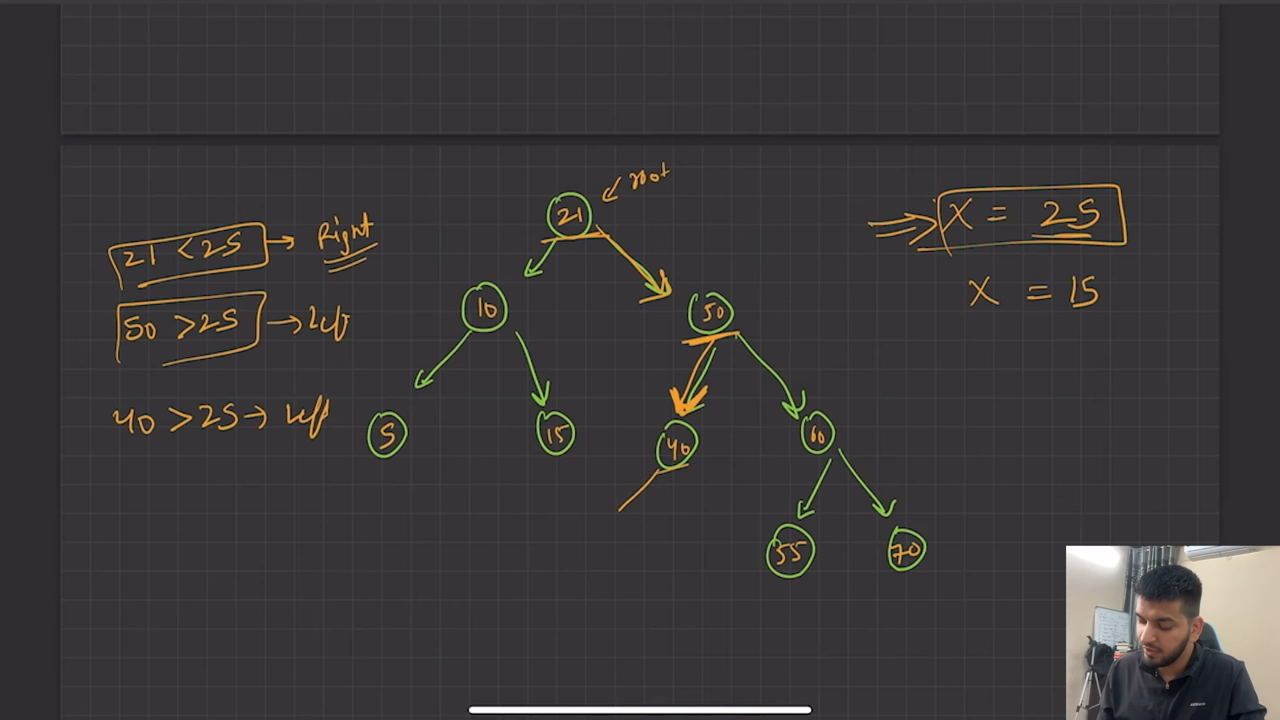 21 < 25 → Right
50 > 25 → Left
40 > 25 → Left
root
21
10
50
5
15
40
60
55
70
X = 25
X = 15